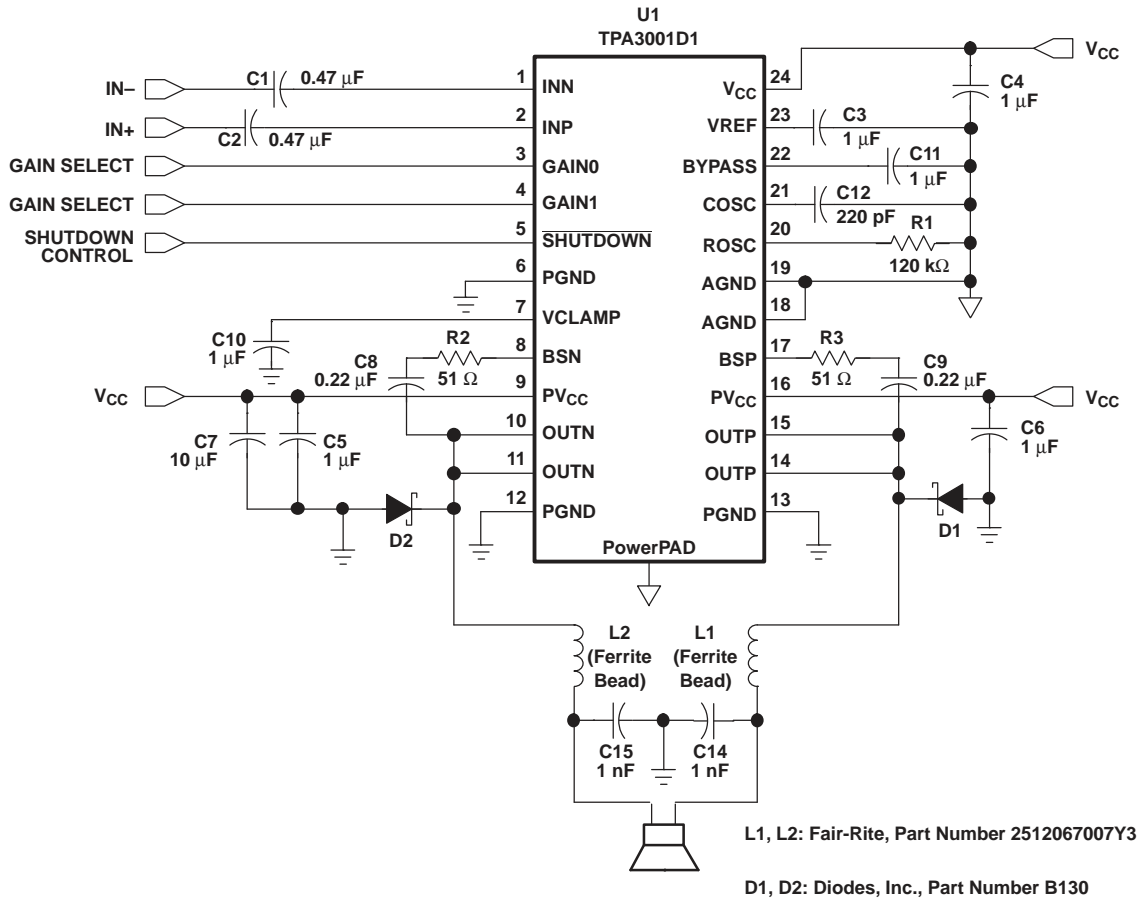 U1
TPA3001D1
IN–
C1
0.47 μF
1
INN
IN+
C2
0.47 μF
2
INP
GAIN SELECT
3
GAIN0
GAIN SELECT
4
GAIN1
SHUTDOWN
CONTROL
5
SHUTDOWN
6
PGND
7
VCLAMP
C10
1 μF
8
BSN
R2
51 Ω
C8
0.22 μF
VCC
9
PVCC
C7
10 μF
C5
1 μF
10
OUTN
11
OUTN
12
PGND
D2
PowerPAD
24
VCC
VCC
C4
1 μF
23
VREF
C3
1 μF
22
BYPASS
C11
1 μF
21
COSC
C12
220 pF
20
ROSC
R1
120 kΩ
19
AGND
18
AGND
17
BSP
R3
51 Ω
C9
0.22 μF
16
PVCC
VCC
C6
1 μF
15
OUTP
14
OUTP
13
PGND
D1
L2
(Ferrite
Bead)
L1
(Ferrite
Bead)
C15
1 nF
C14
1 nF
L1, L2: Fair-Rite, Part Number 2512067007Y3
D1, D2: Diodes, Inc., Part Number B130